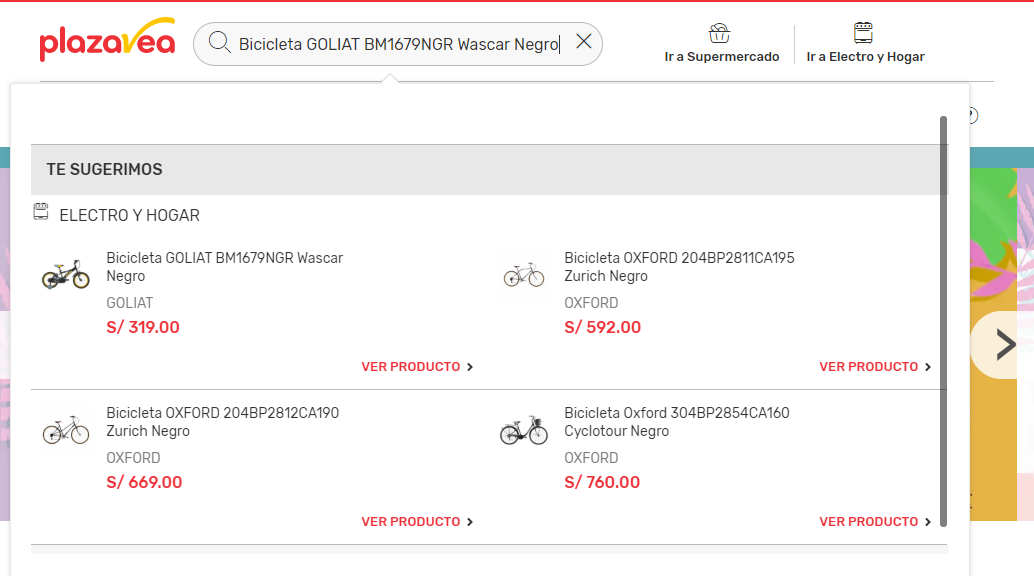 plazavea
Bicicleta GOLIAT BM1679NGR Wascar Negro
Ir a Supermercado
Ir a Electro y Hogar
?
TE SUGERIMOS
ELECTRO Y HOGAR
Bicicleta GOLIAT BM1679NGR Wascar
Negro
GOLIAT
S/ 319.00
VER PRODUCTO
Bicicleta OXFORD 204BP2811CA195
Zurich Negro
OXFORD
S/ 592.00
VER PRODUCTO
Bicicleta OXFORD 204BP2812CA190
Zurich Negro
OXFORD
S/ 669.00
VER PRODUCTO
Bicicleta Oxford 304BP2854CA160
Cyclotour Negro
OXFORD
S/ 760.00
VER PRODUCTO